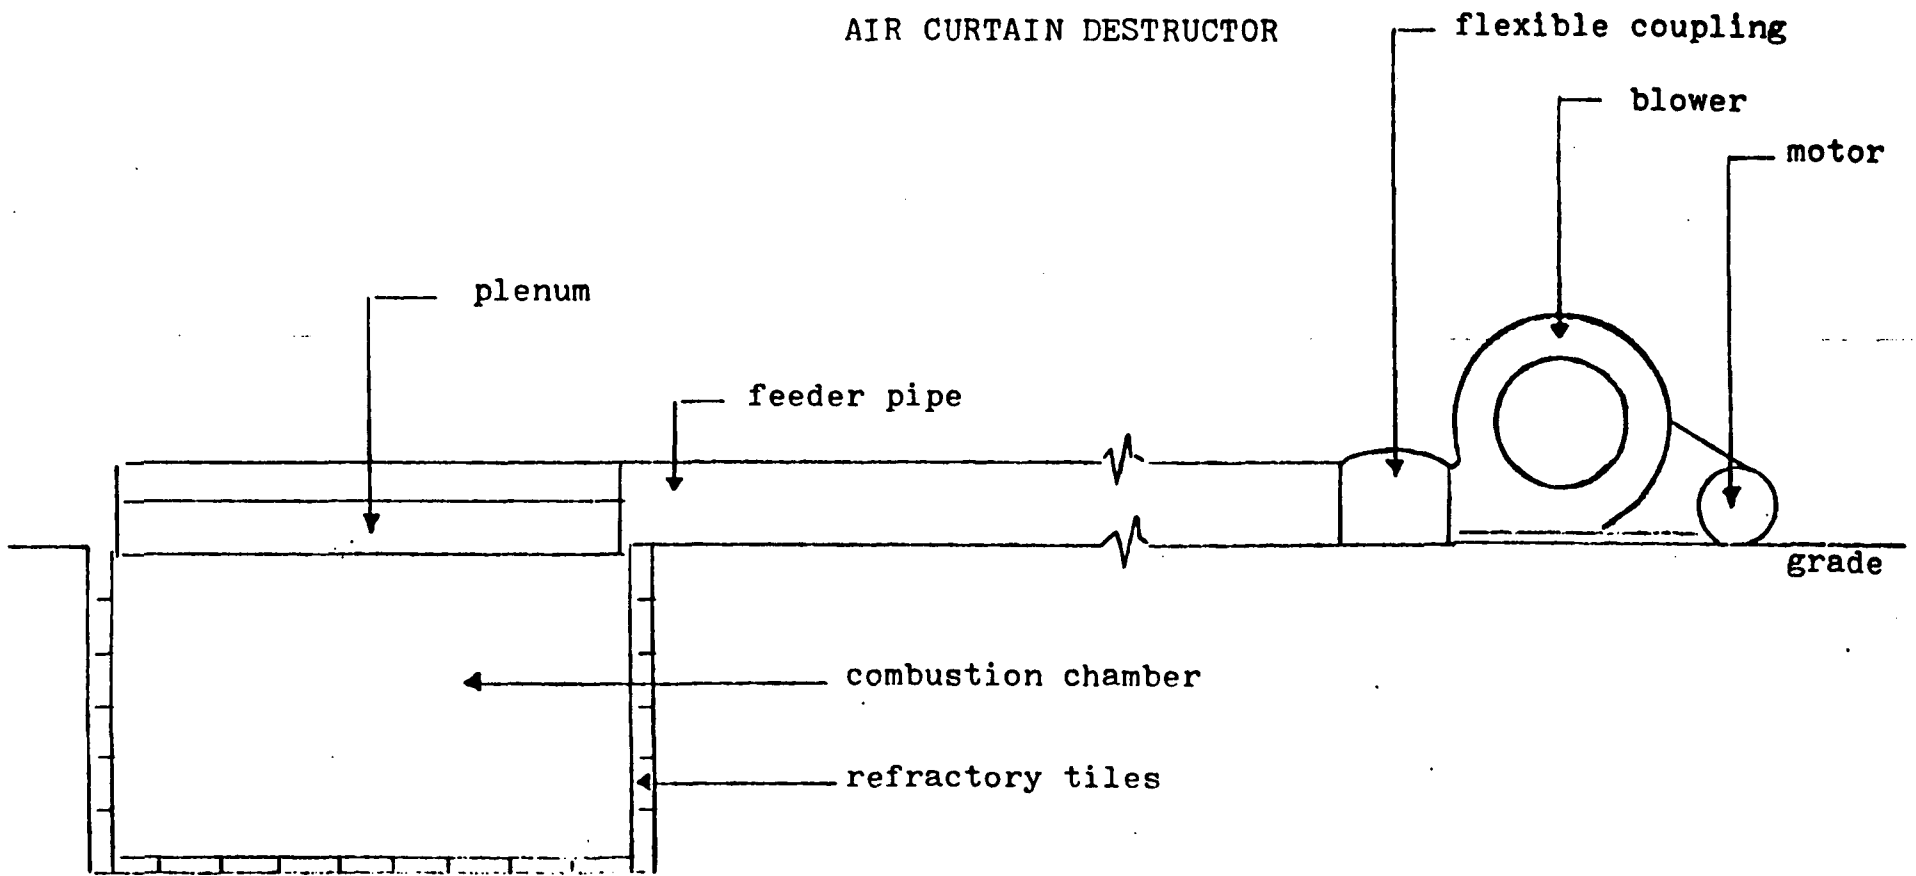 AIR CURTAIN DESTRUCTOR
flexible coupling
blower
motor
plenum
feeder pipe
grade
combustion chamber
refractory tiles